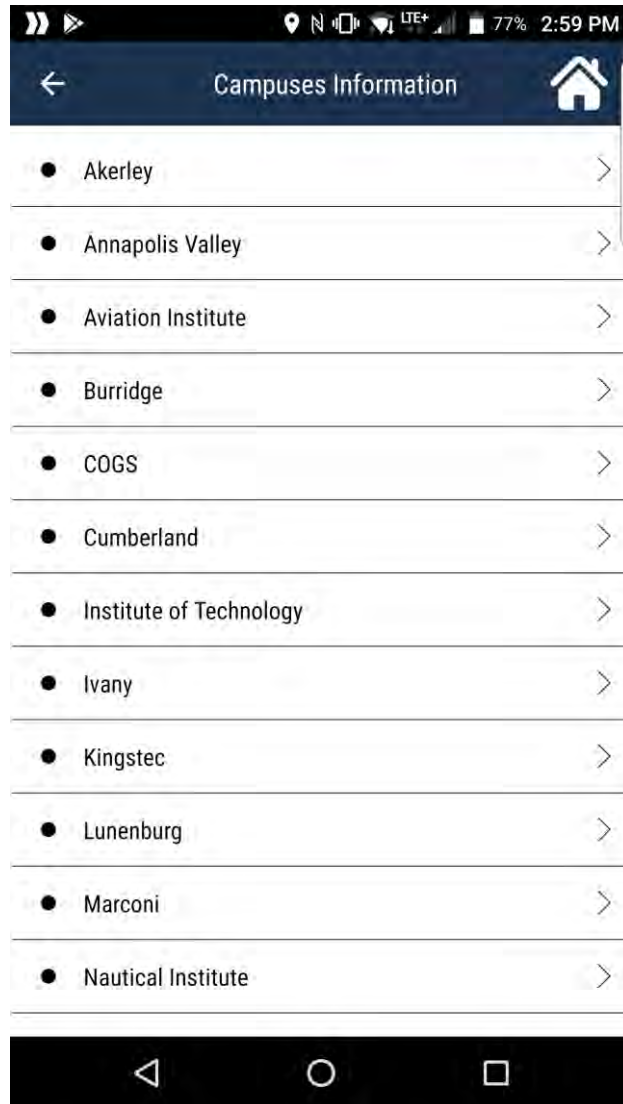 LTE+ 77% 2:59 PM
Campuses Information
Akerley
Annapolis Valley
Aviation Institute
Burridge
COGS
Cumberland
Institute of Technology
Ivany
Kingstec
Lunenburg
Marconi
Nautical Institute